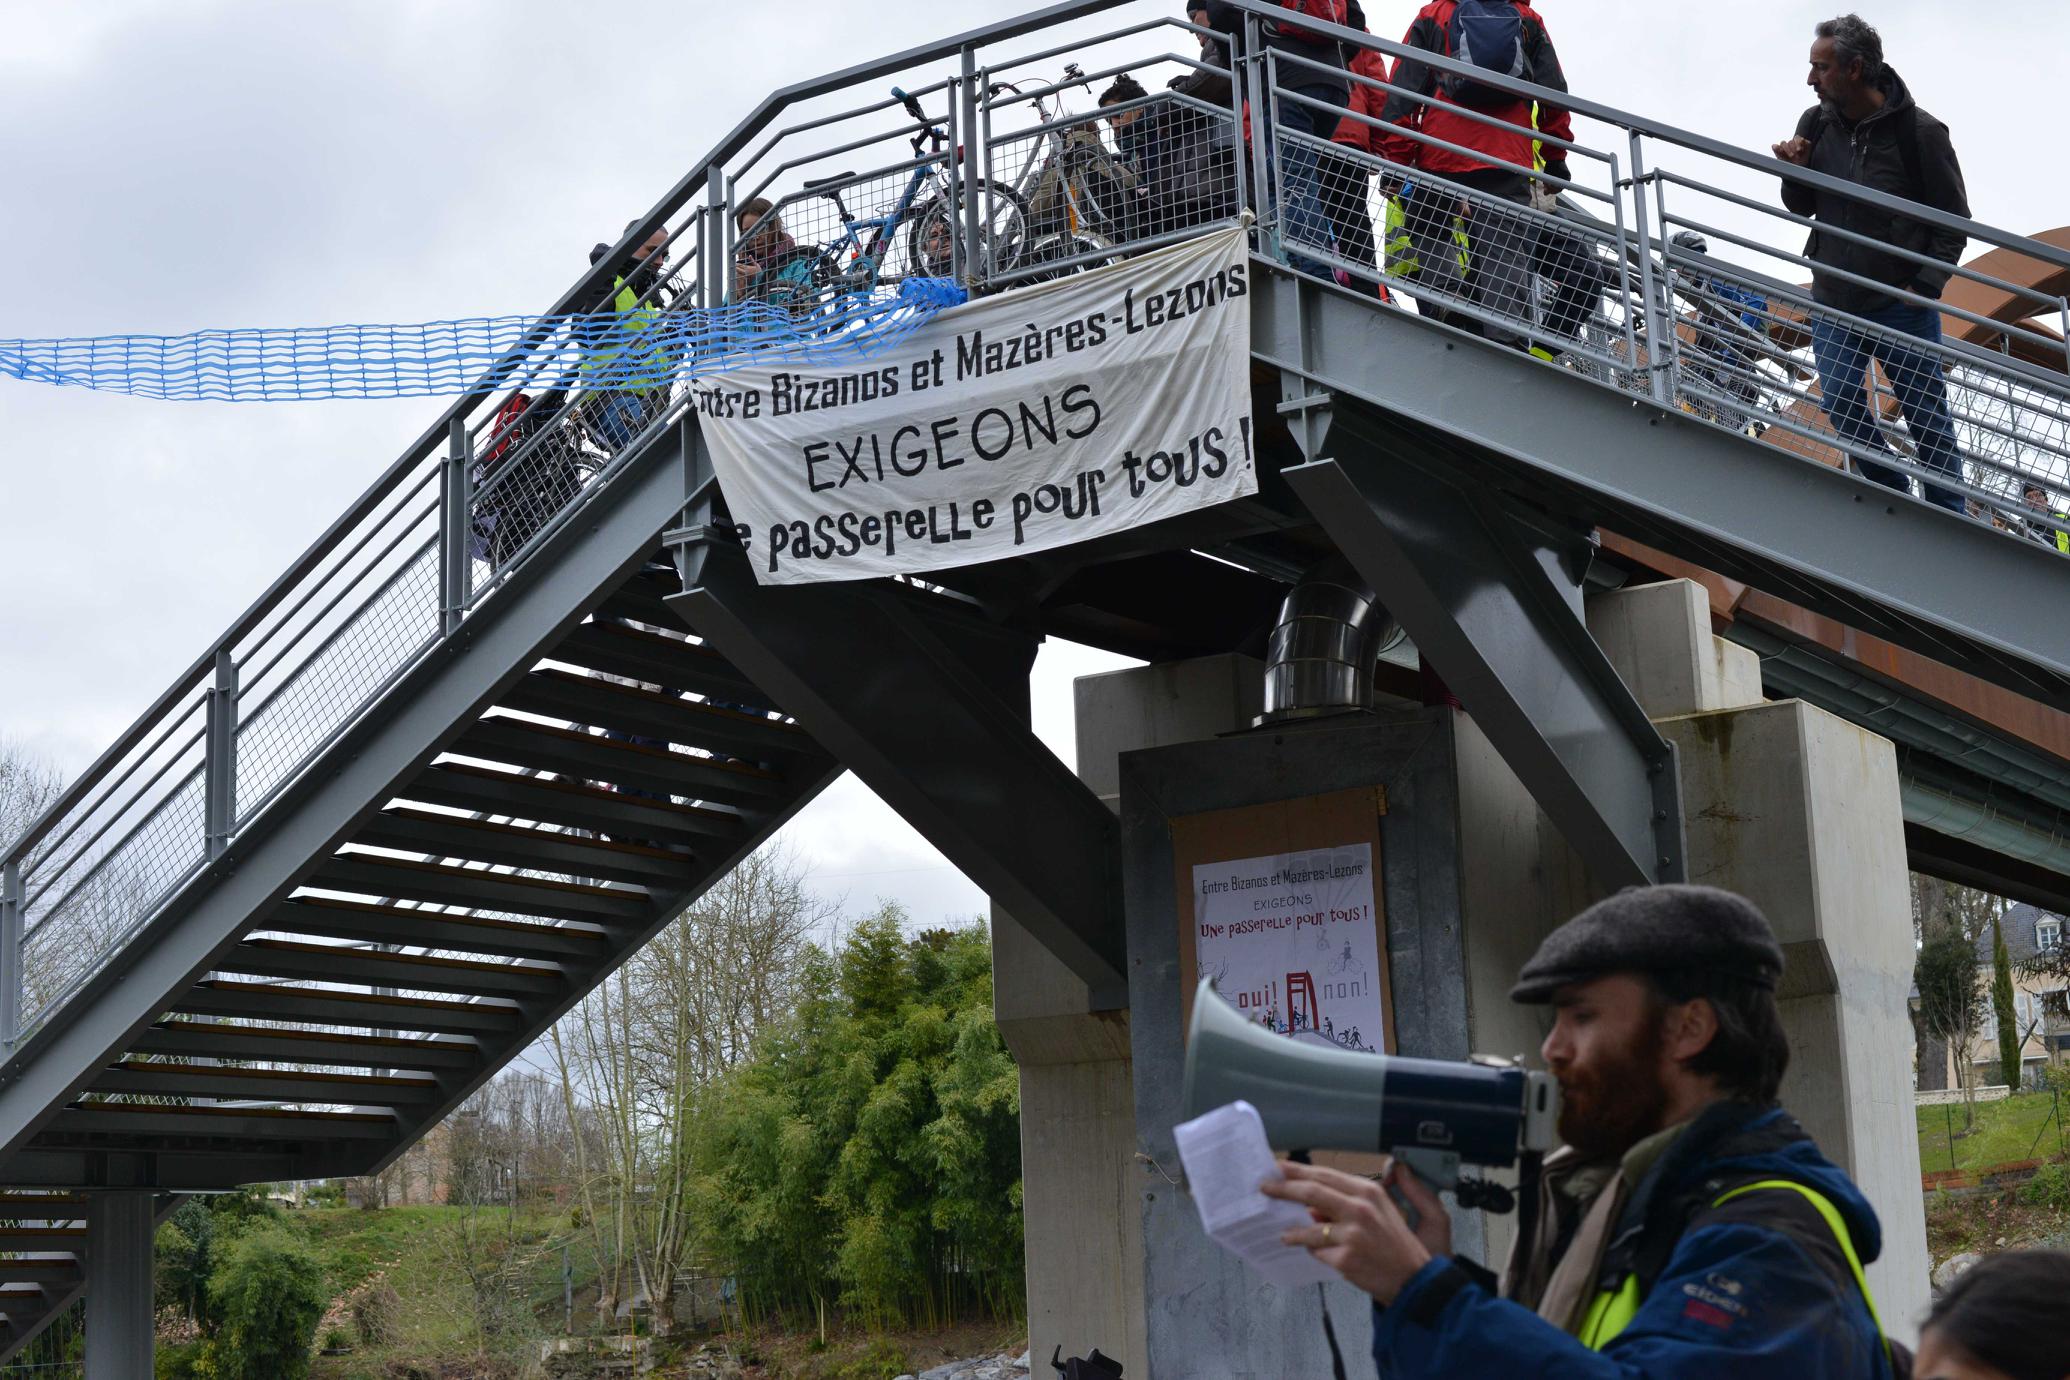 Entre Bizanos et Mazères-Lezons
EXIGEONS
passerelle pour tous !
Entre Bizanos et Mazères-Lezons
EXIGEONS
Une passerelle pour tous !
oui!
non!
EIDER